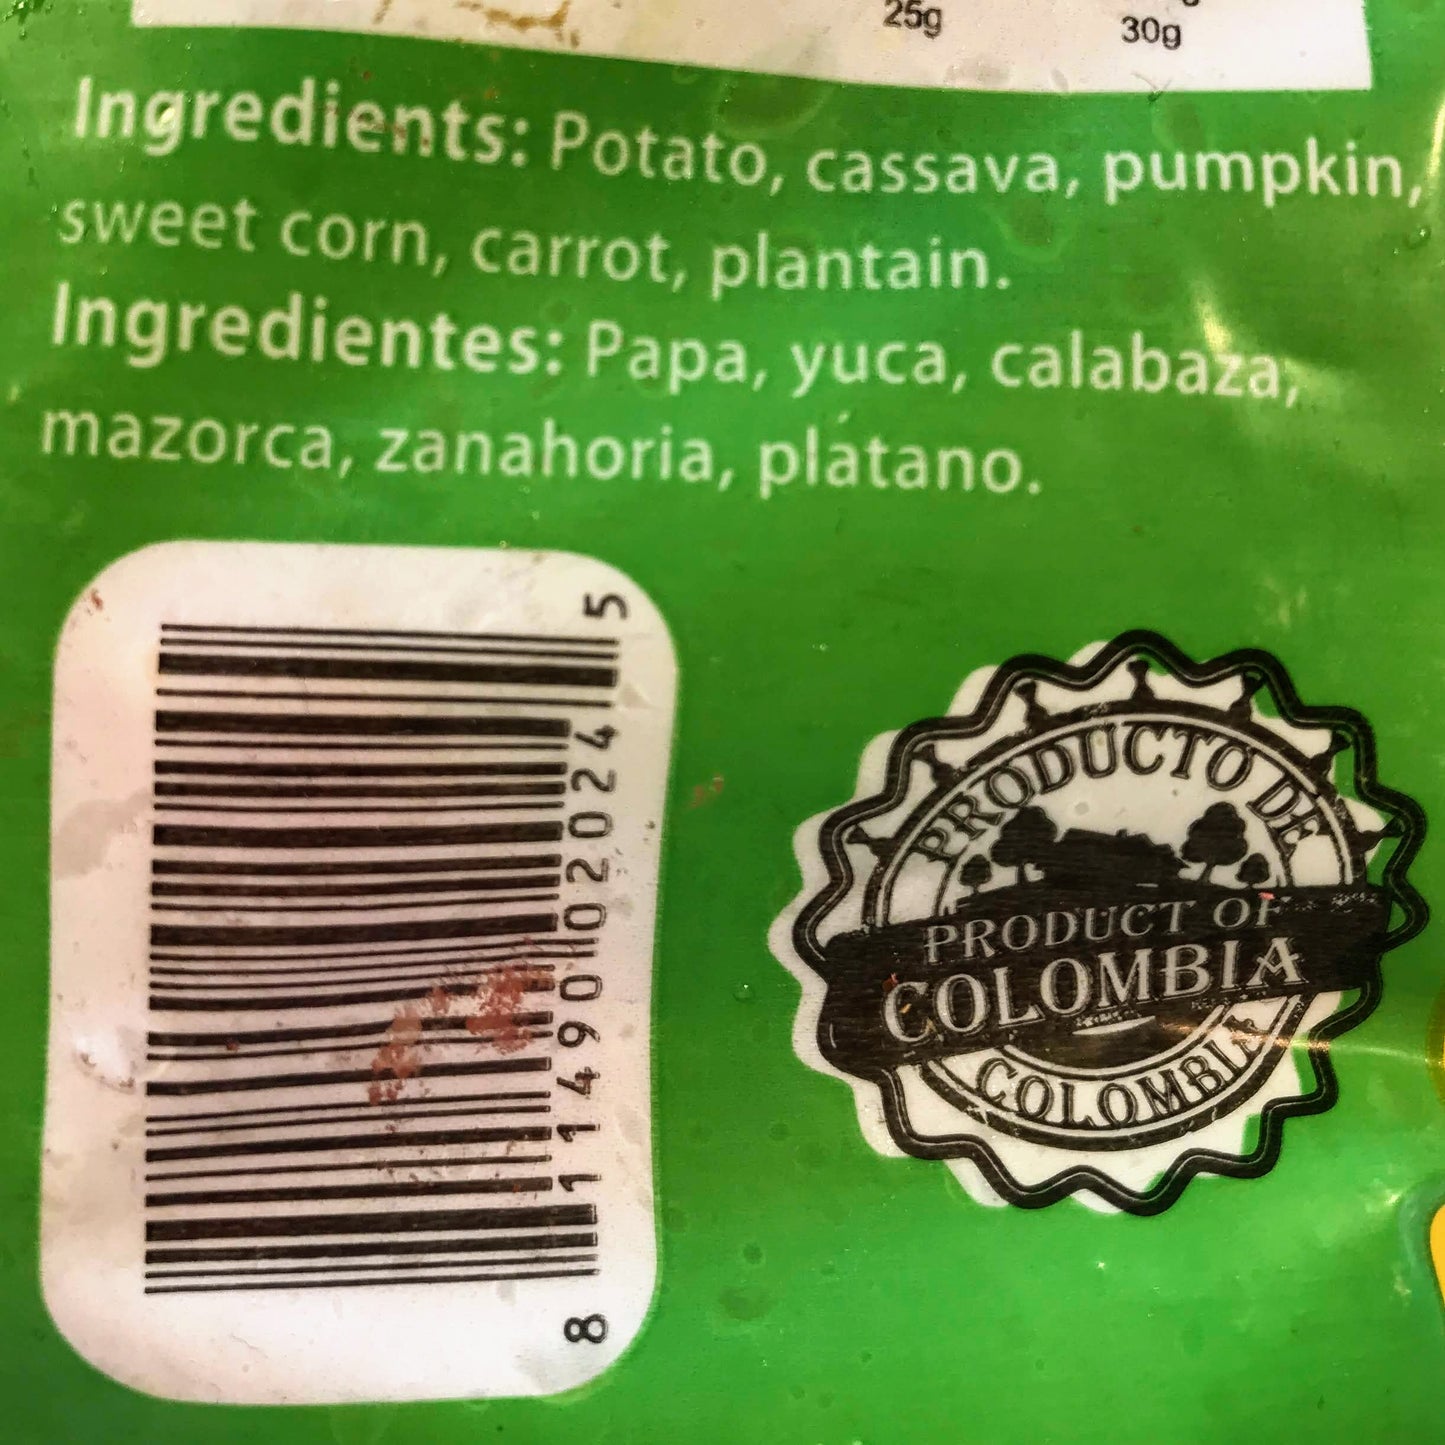 25g 30g
Ingredients: Potato, cassava, pumpkin,
sweet corn, carrot, plantain.
Ingredientes: Papa, yuca, calabaza,
mazorca, zanahoria, plátano.
8 11490 02024 5
PRODUCTO DE
PRODUCT OF
COLOMBIA
COLOMBIA